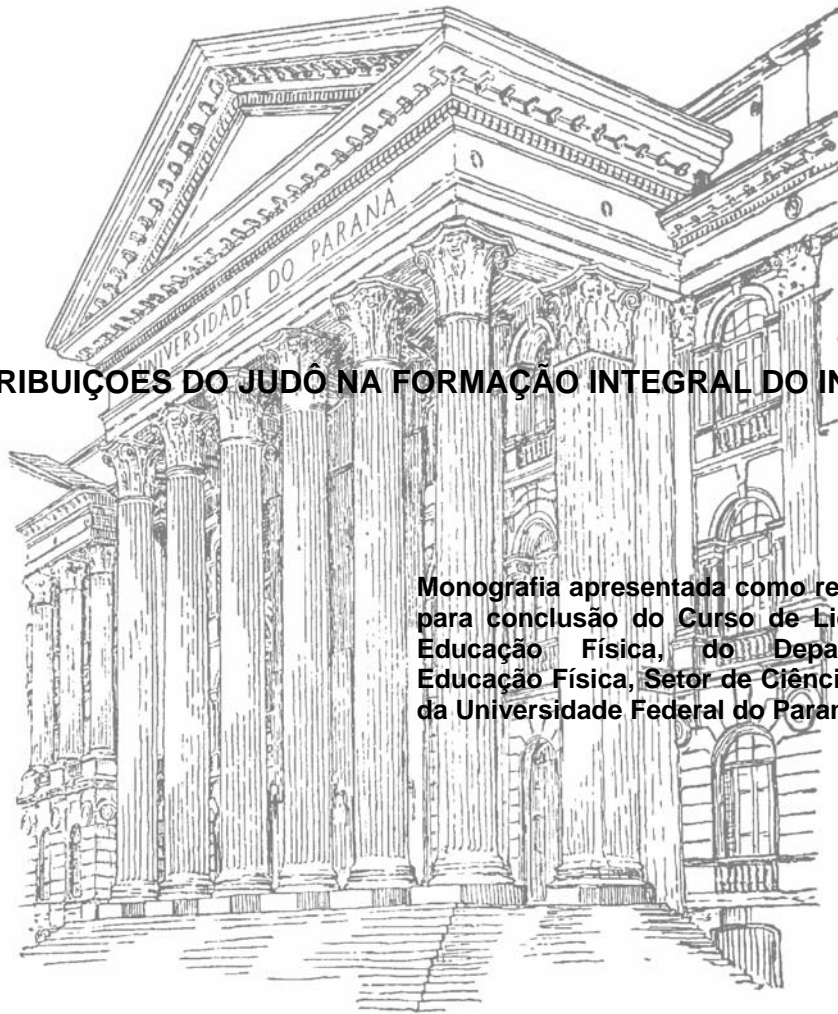 UNIVERSIDADE DO PARANÁ
RIBUIÇOES DO JUDÔ NA FORMAÇÃO INTEGRAL DO IN
Monografia apresentada como re
para conclusão do Curso de Li
Educação Física, do Depa
Educação Física, Setor de Ciênci
da Universidade Federal do Paran